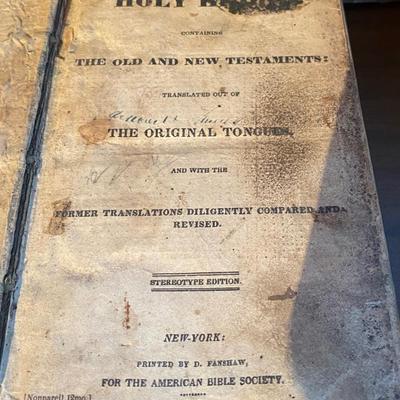 HOLY
CONTAINING
THE OLD AND NEW TESTAMENTS:
TRANSLATED OUT OF
THE ORIGINAL TONGUES,
AND WITH THE
FORMER TRANSLATIONS DILIGENTLY COMPARED AND
REVISED.
STEREOTYPE EDITION.
NEW-YORK:
PRINTED BY D. FANSHAW,
FOR THE AMERICAN BIBLE SOCIETY.
[Nonpareil 12mo.]